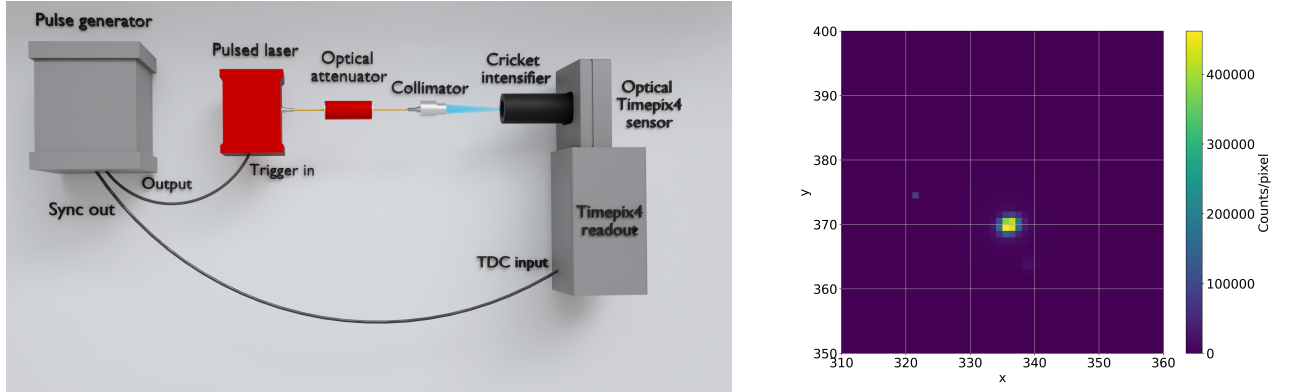 Pulse generator
Pulsed laser
Optical
attenuator
Collimator
Cricket
intensifier
Optical
Timepix4
sensor
Trigger in
Output
Sync out
Timepix4
readout
TDC input
400
390
380
370
360
350
310
320
330
340
350
360
x
y
400000
300000
200000
100000
0
Counts/pixel